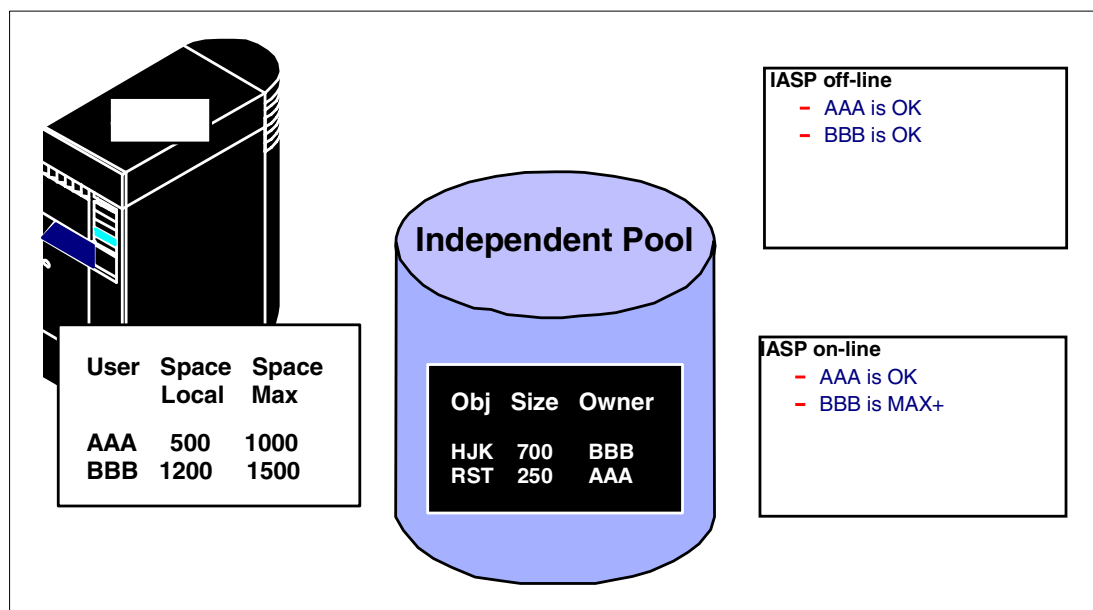 IASP off-line
– AAA is OK
– BBB is OK
Independent Pool
IASP on-line
– AAA is OK
– BBB is MAX+
User Space Space
Local Max
AAA 500 1000
BBB 1200 1500
Obj Size Owner
HJK 700 BBB
RST 250 AAA